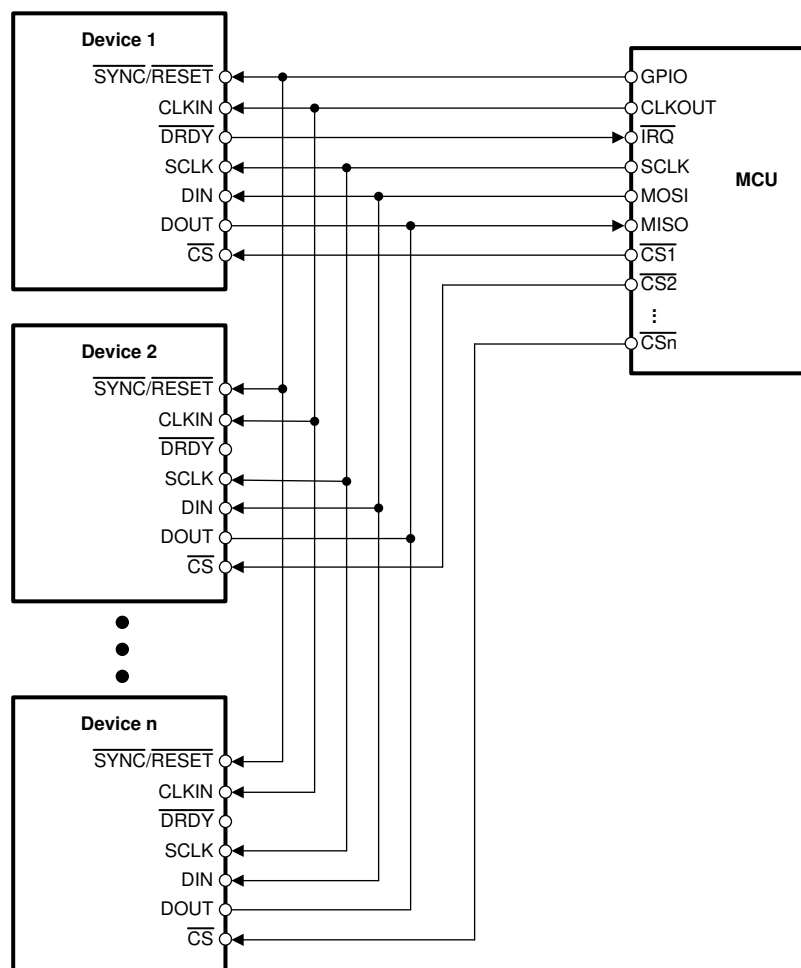 Device 1
SYNC/RESET
CLKIN
DRDY
SCLK
DIN
DOUT
CS
GPIO
CLKOUT
IRQ
SCLK
MOSI
MISO
CS1
CS2
⋮
CSn
MCU
Device 2
SYNC/RESET
CLKIN
DRDY
SCLK
DIN
DOUT
CS
Device n
SYNC/RESET
CLKIN
DRDY
SCLK
DIN
DOUT
CS